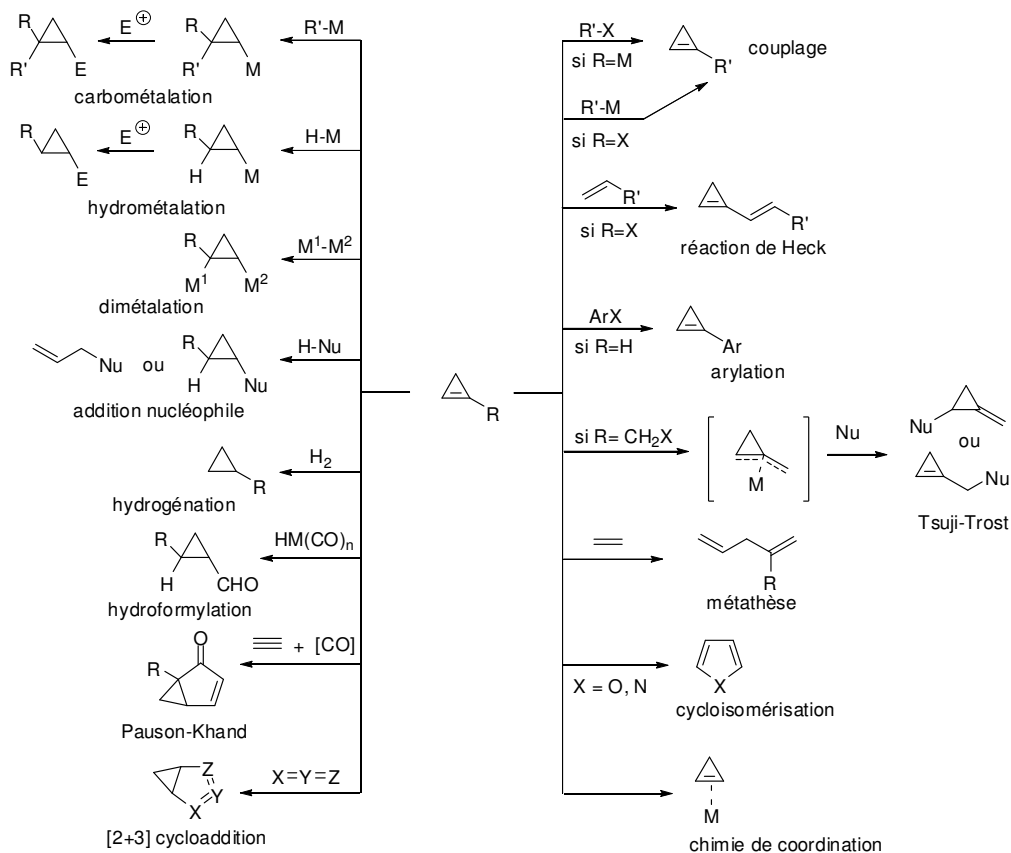 R
R'
E
E⊕
R
R'
M
R'-M
carbométalation
R
E
E⊕
R
H
M
H-M
hydrométalation
R
M¹
M²
M¹-M²
dimétalation
Nu
ou
R
H
Nu
H-Nu
addition nucléophile
R
H₂
hydrogénation
R
H
CHO
HM(CO)ₙ
hydroformylation
O
R
+ [CO]
Pauson-Khand
Z
Y
X
X=Y=Z
[2+3] cycloaddition
R
R'-X
si R=M
R'
couplage
R'-M
si R=X
R'
si R=X
R'
réaction de Heck
ArX
si R=H
Ar
arylation
si R= CH₂X
M
Nu
Nu
ou
Nu
Tsuji-Trost
R
métathèse
X = O, N
X
cycloisomérisation
M
chimie de coordination